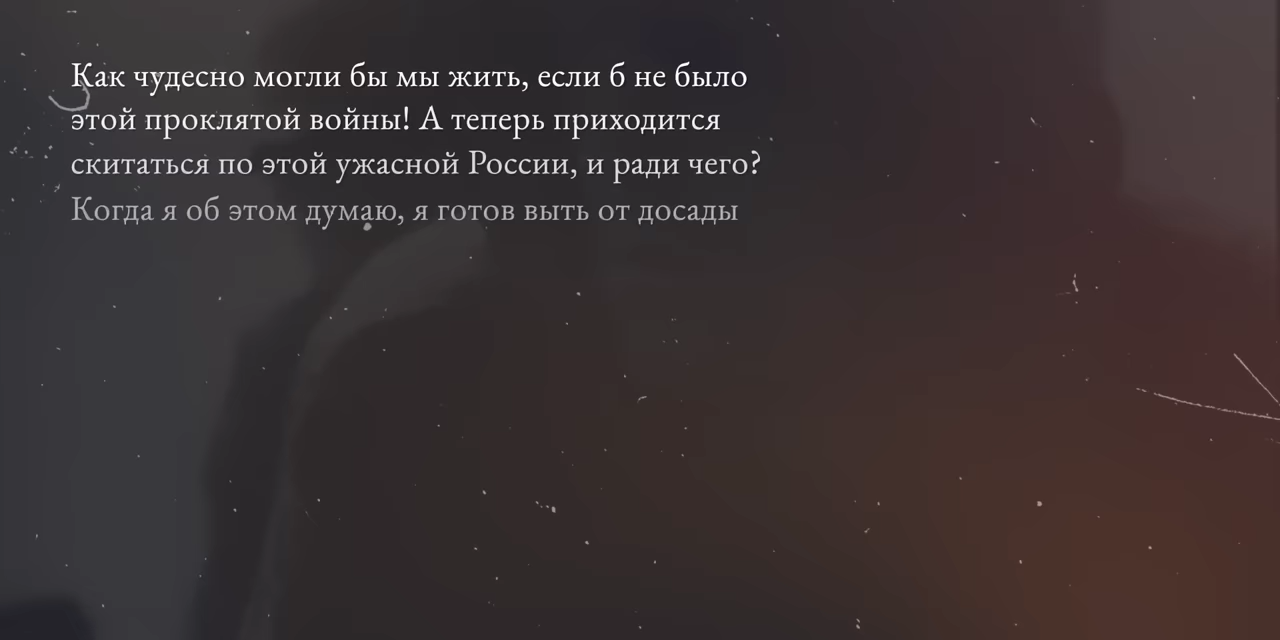 Как чудесно могли бы мы жить, если б не было
этой проклятой войны! А теперь приходится
скитаться по этой ужасной России, и ради чего?
Когда я об этом думаю, я готов выть от досады